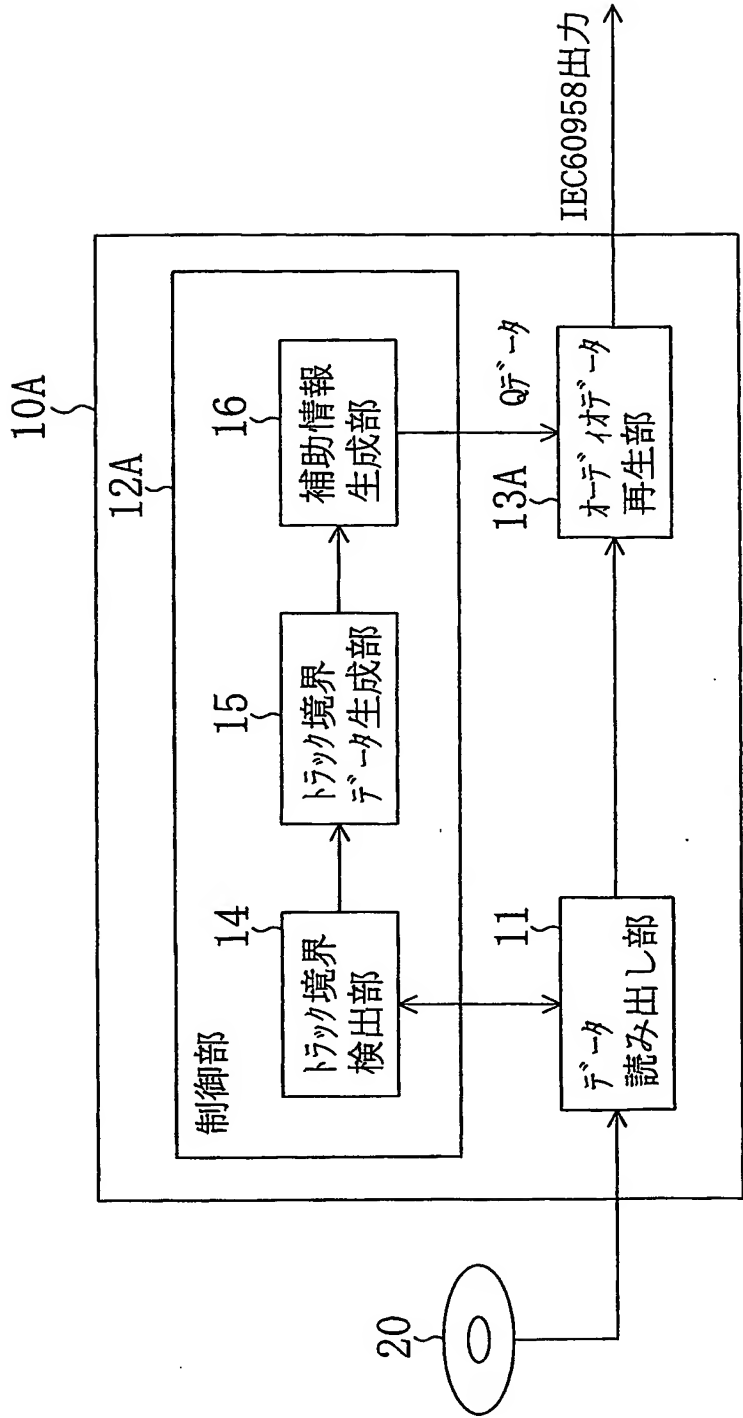 10A
12A
制御部
14
トラック境界
検出部
15
トラック境界
データ生成部
16
補助情報
生成部
Qデータ
11
データ
読み出し部
13A
オーディオデータ
再生部
IEC60958出力
20